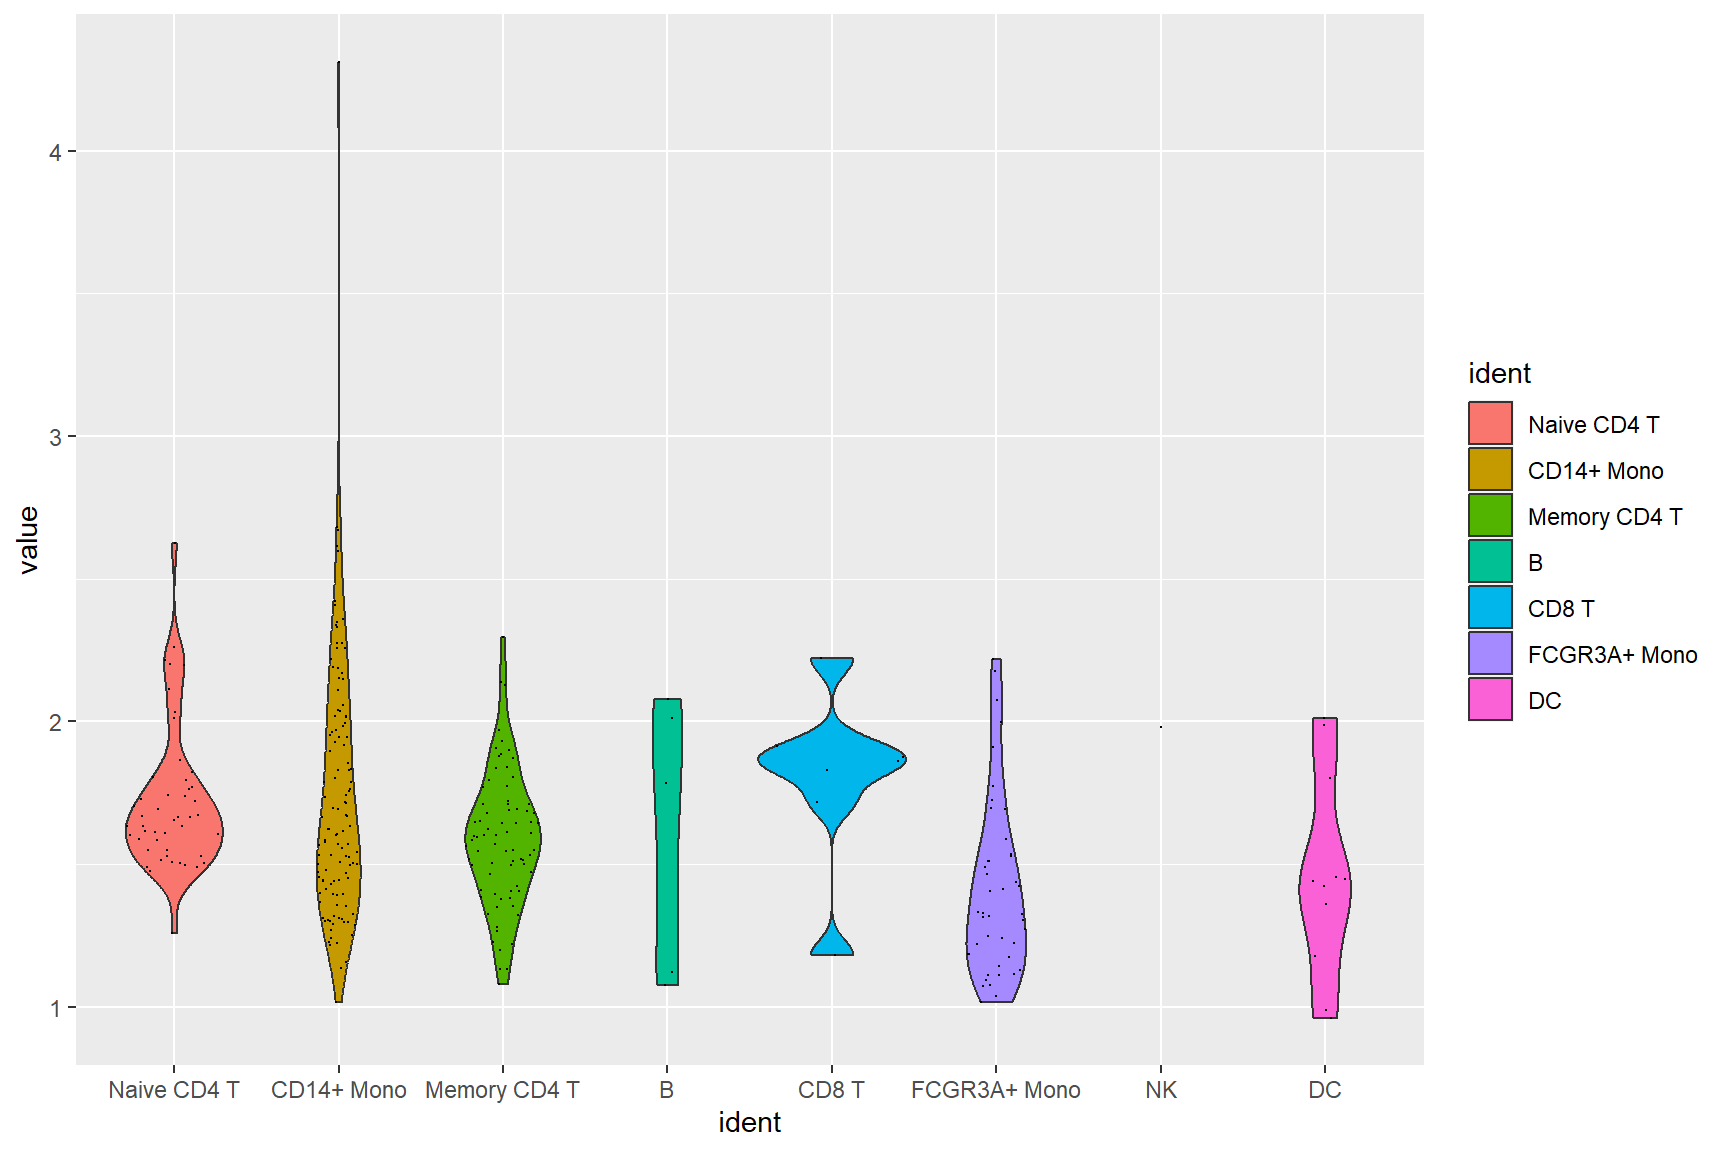 4
3
2
1
value
Naive CD4 T
CD14+ Mono
Memory CD4 T
B
CD8 T
FCGR3A+ Mono
NK
DC
ident
ident
Naive CD4 T
CD14+ Mono
Memory CD4 T
B
CD8 T
FCGR3A+ Mono
DC